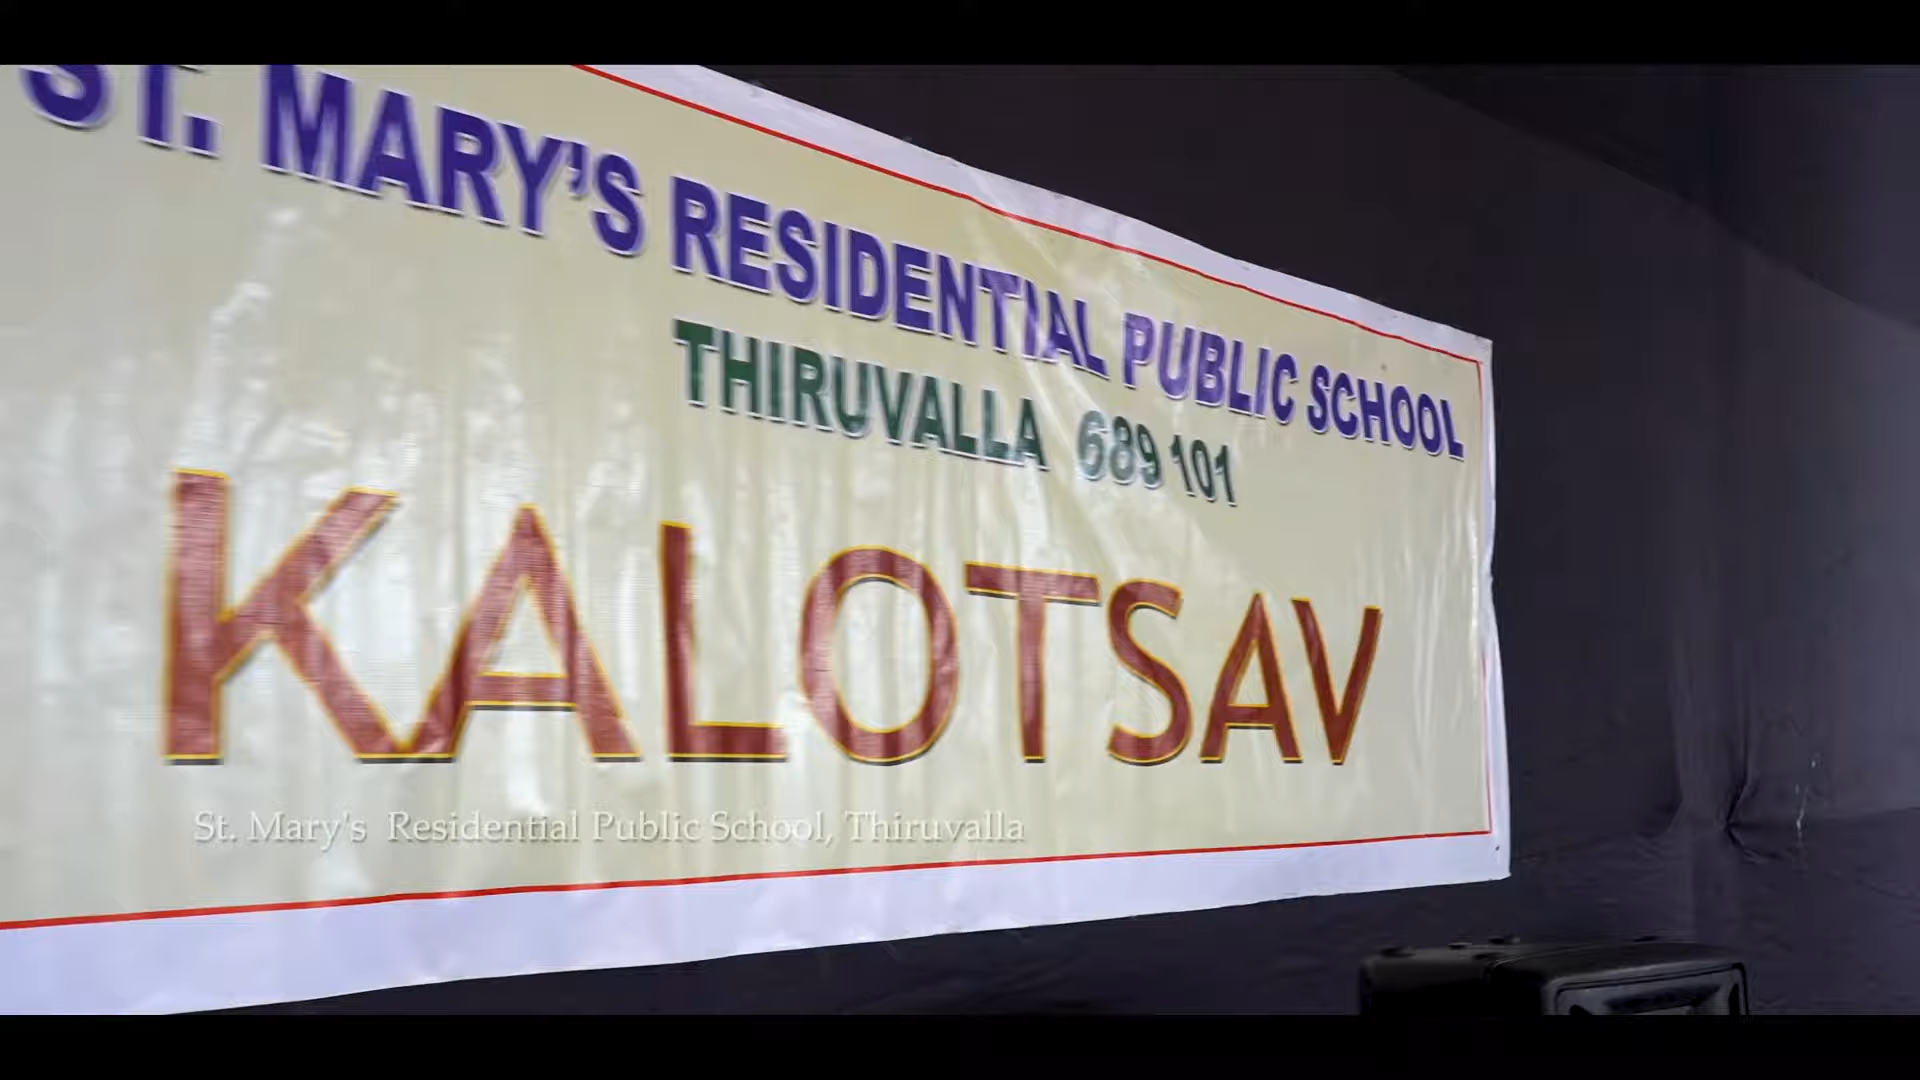 ST. MARY'S RESIDENTIAL PUBLIC SCHOOL
THIRUVALLA 689 101
KALOTSAV
St. Mary's Residential Public School, Thiruvalla